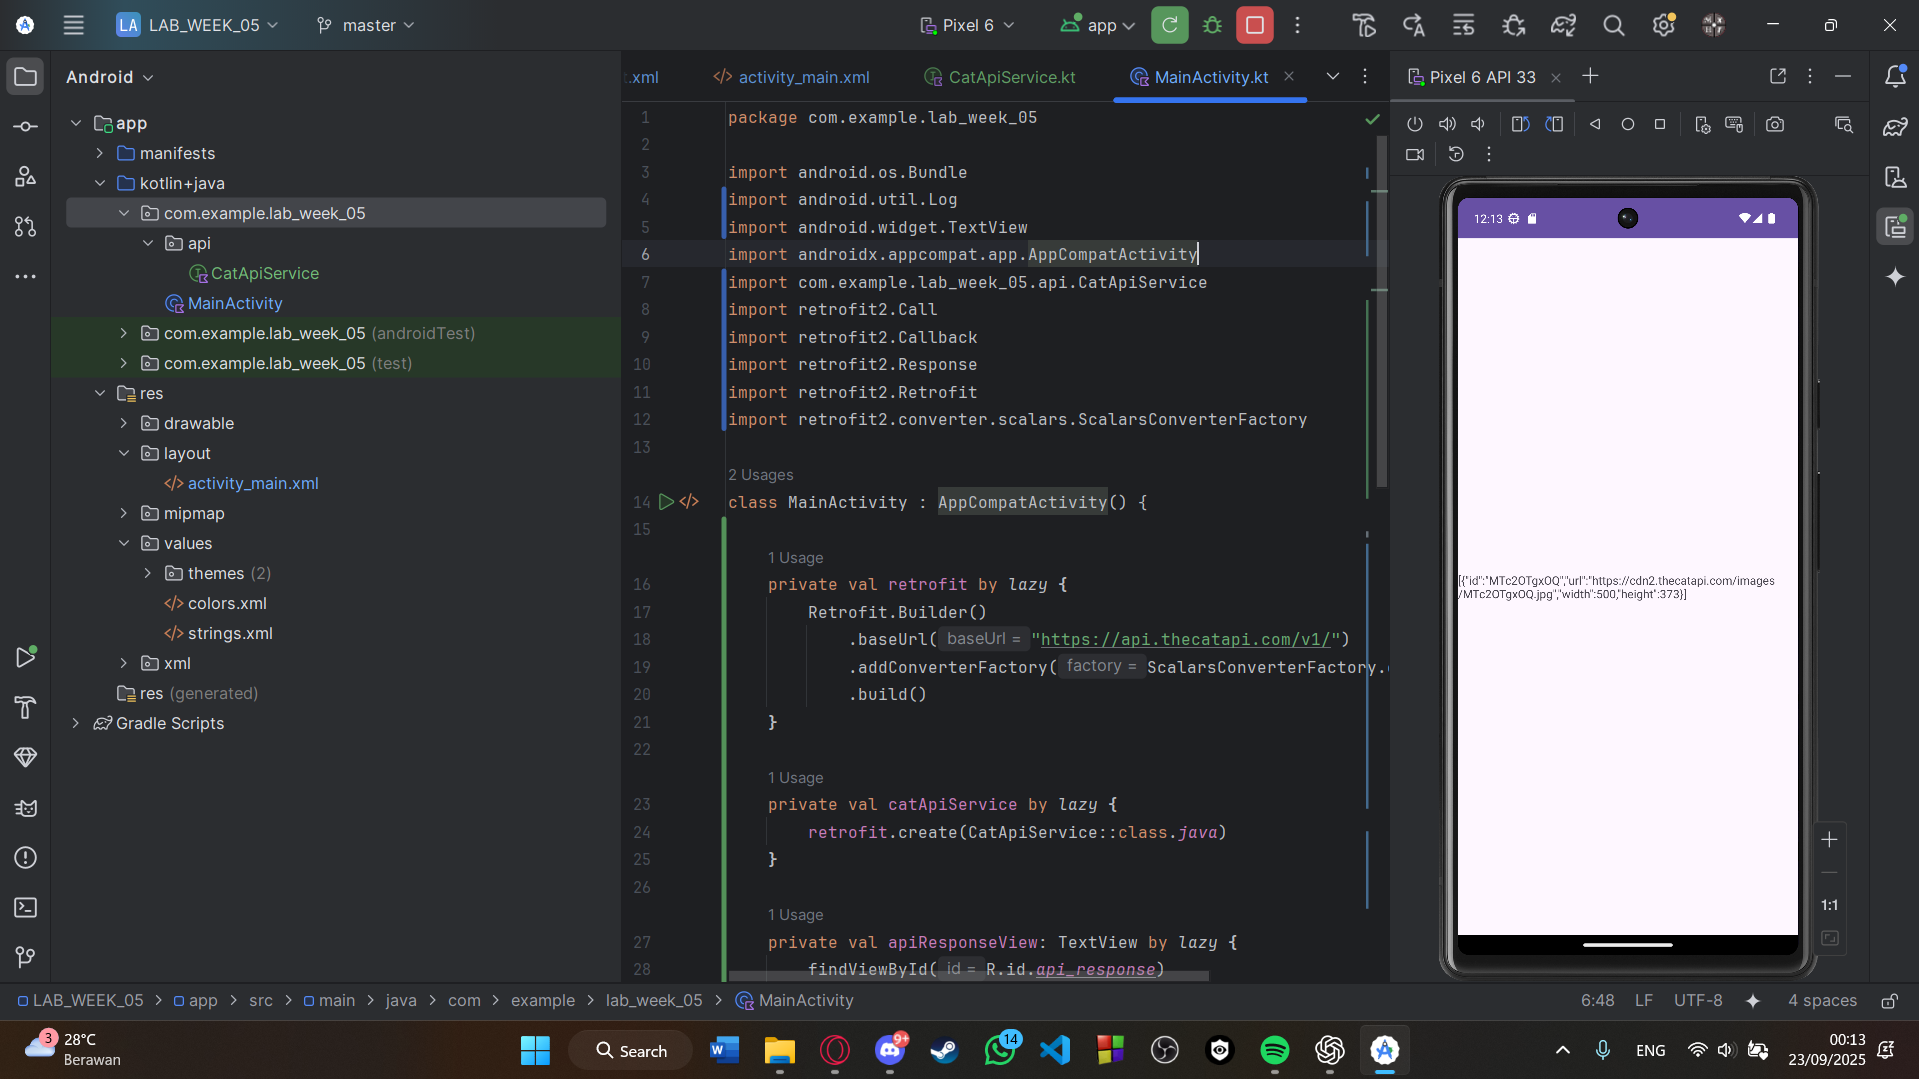 LA LAB_WEEK_05 master Pixel 6 app
Android
app
manifests
kotlin+java
com.example.lab_week_05
api
CatApiService
MainActivity
com.example.lab_week_05 (androidTest)
com.example.lab_week_05 (test)
res
drawable
layout
activity_main.xml
mipmap
values
themes (2)
colors.xml
strings.xml
xml
res (generated)
Gradle Scripts
t.xml activity_main.xml CatApiService.kt MainActivity.kt
1 package com.example.lab_week_05
2
3 import android.os.Bundle
4 import android.util.Log
5 import android.widget.TextView
6 import androidx.appcompat.app.AppCompatActivity
7 import com.example.lab_week_05.api.CatApiService
8 import retrofit2.Call
9 import retrofit2.Callback
10 import retrofit2.Response
11 import retrofit2.Retrofit
12 import retrofit2.converter.scalars.ScalarsConverterFactory
13
2 Usages
14 class MainActivity : AppCompatActivity() {
15
1 Usage
16 private val retrofit by lazy {
17 Retrofit.Builder()
18 .baseUrl( baseUrl = "https://api.thecatapi.com/v1/")
19 .addConverterFactory( factory = ScalarsConverterFactory.
20 .build()
21 }
22
1 Usage
23 private val catApiService by lazy {
24 retrofit.create(CatApiService::class.java)
25 }
26
1 Usage
27 private val apiResponseView: TextView by lazy {
28 findViewById( id = R.id.api_response)
Pixel 6 API 33
12:13
[{"id":"MTc2OTgxOQ","url":"https://cdn2.thecatapi.com/images
/MTc2OTgxOQ.jpg","width":500,"height":373}]
1:1
LAB_WEEK_05 > app > src > main > java > com > example > lab_week_05 > MainActivity
6:48 LF UTF-8 4 spaces
3 28°C
Berawan
Search
9+
14
ENG
00:13
23/09/2025